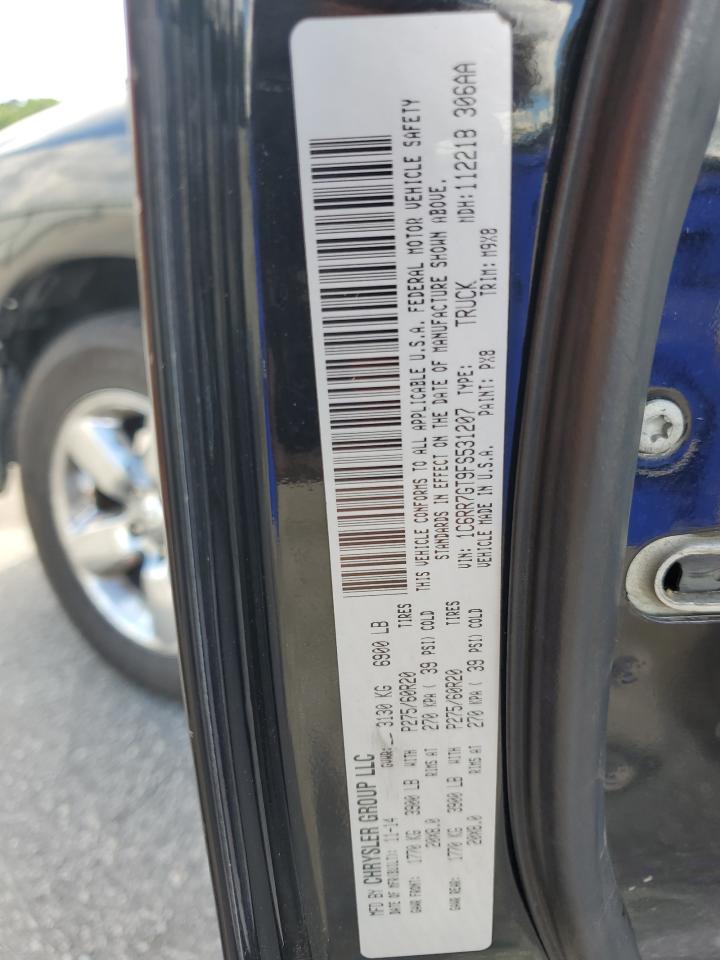 MFD BY CHRYSLER GROUP LLC
DATE OF MFR(BUILT): 11-14 GVWR: 3130 KG 6900 LB
GAWR FRONT: 1770 KG 3900 LB WITH P275/60R20 TIRES
20X8.0 RIMS AT 270 KPA ( 39 PSI) COLD
GAWR REAR: 1770 KG 3900 LB WITH P275/60R20 TIRES
20X8.0 RIMS AT 270 KPA ( 39 PSI) COLD
THIS VEHICLE CONFORMS TO ALL APPLICABLE U.S.A. FEDERAL MOTOR VEHICLE SAFETY
STANDARDS IN EFFECT ON THE DATE OF MANUFACTURE SHOWN ABOVE.
VIN: 1C6RR7GT9FS531207 TYPE: TRUCK MDH: 11221B 306AA
VEHICLE MADE IN U.S.A. PAINT: PX8 TRIM: M9X8